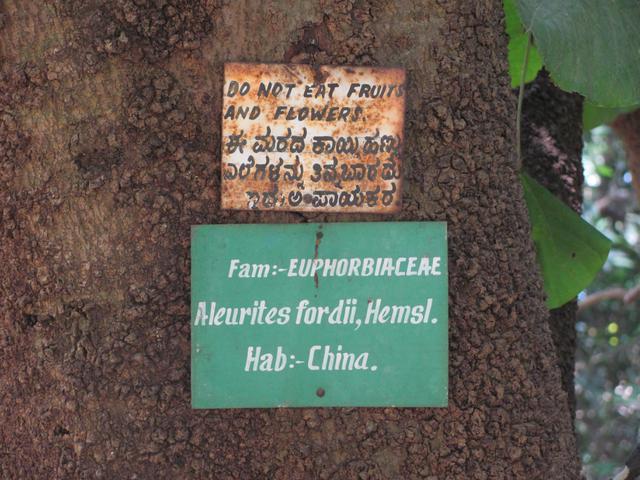 DO NOT EAT FRUITS
AND FLOWERS.
ಈ ಮರದ ಕಾಯಿ, ಹಣ್ಣು
ಎಲೆಗಳನ್ನು ತಿನ್ನಬಾರದು
ಅಪಾಯಕರ
Fam:-EUPHORBIACEAE
Aleurites fordii, Hemsl.
Hab:-China.